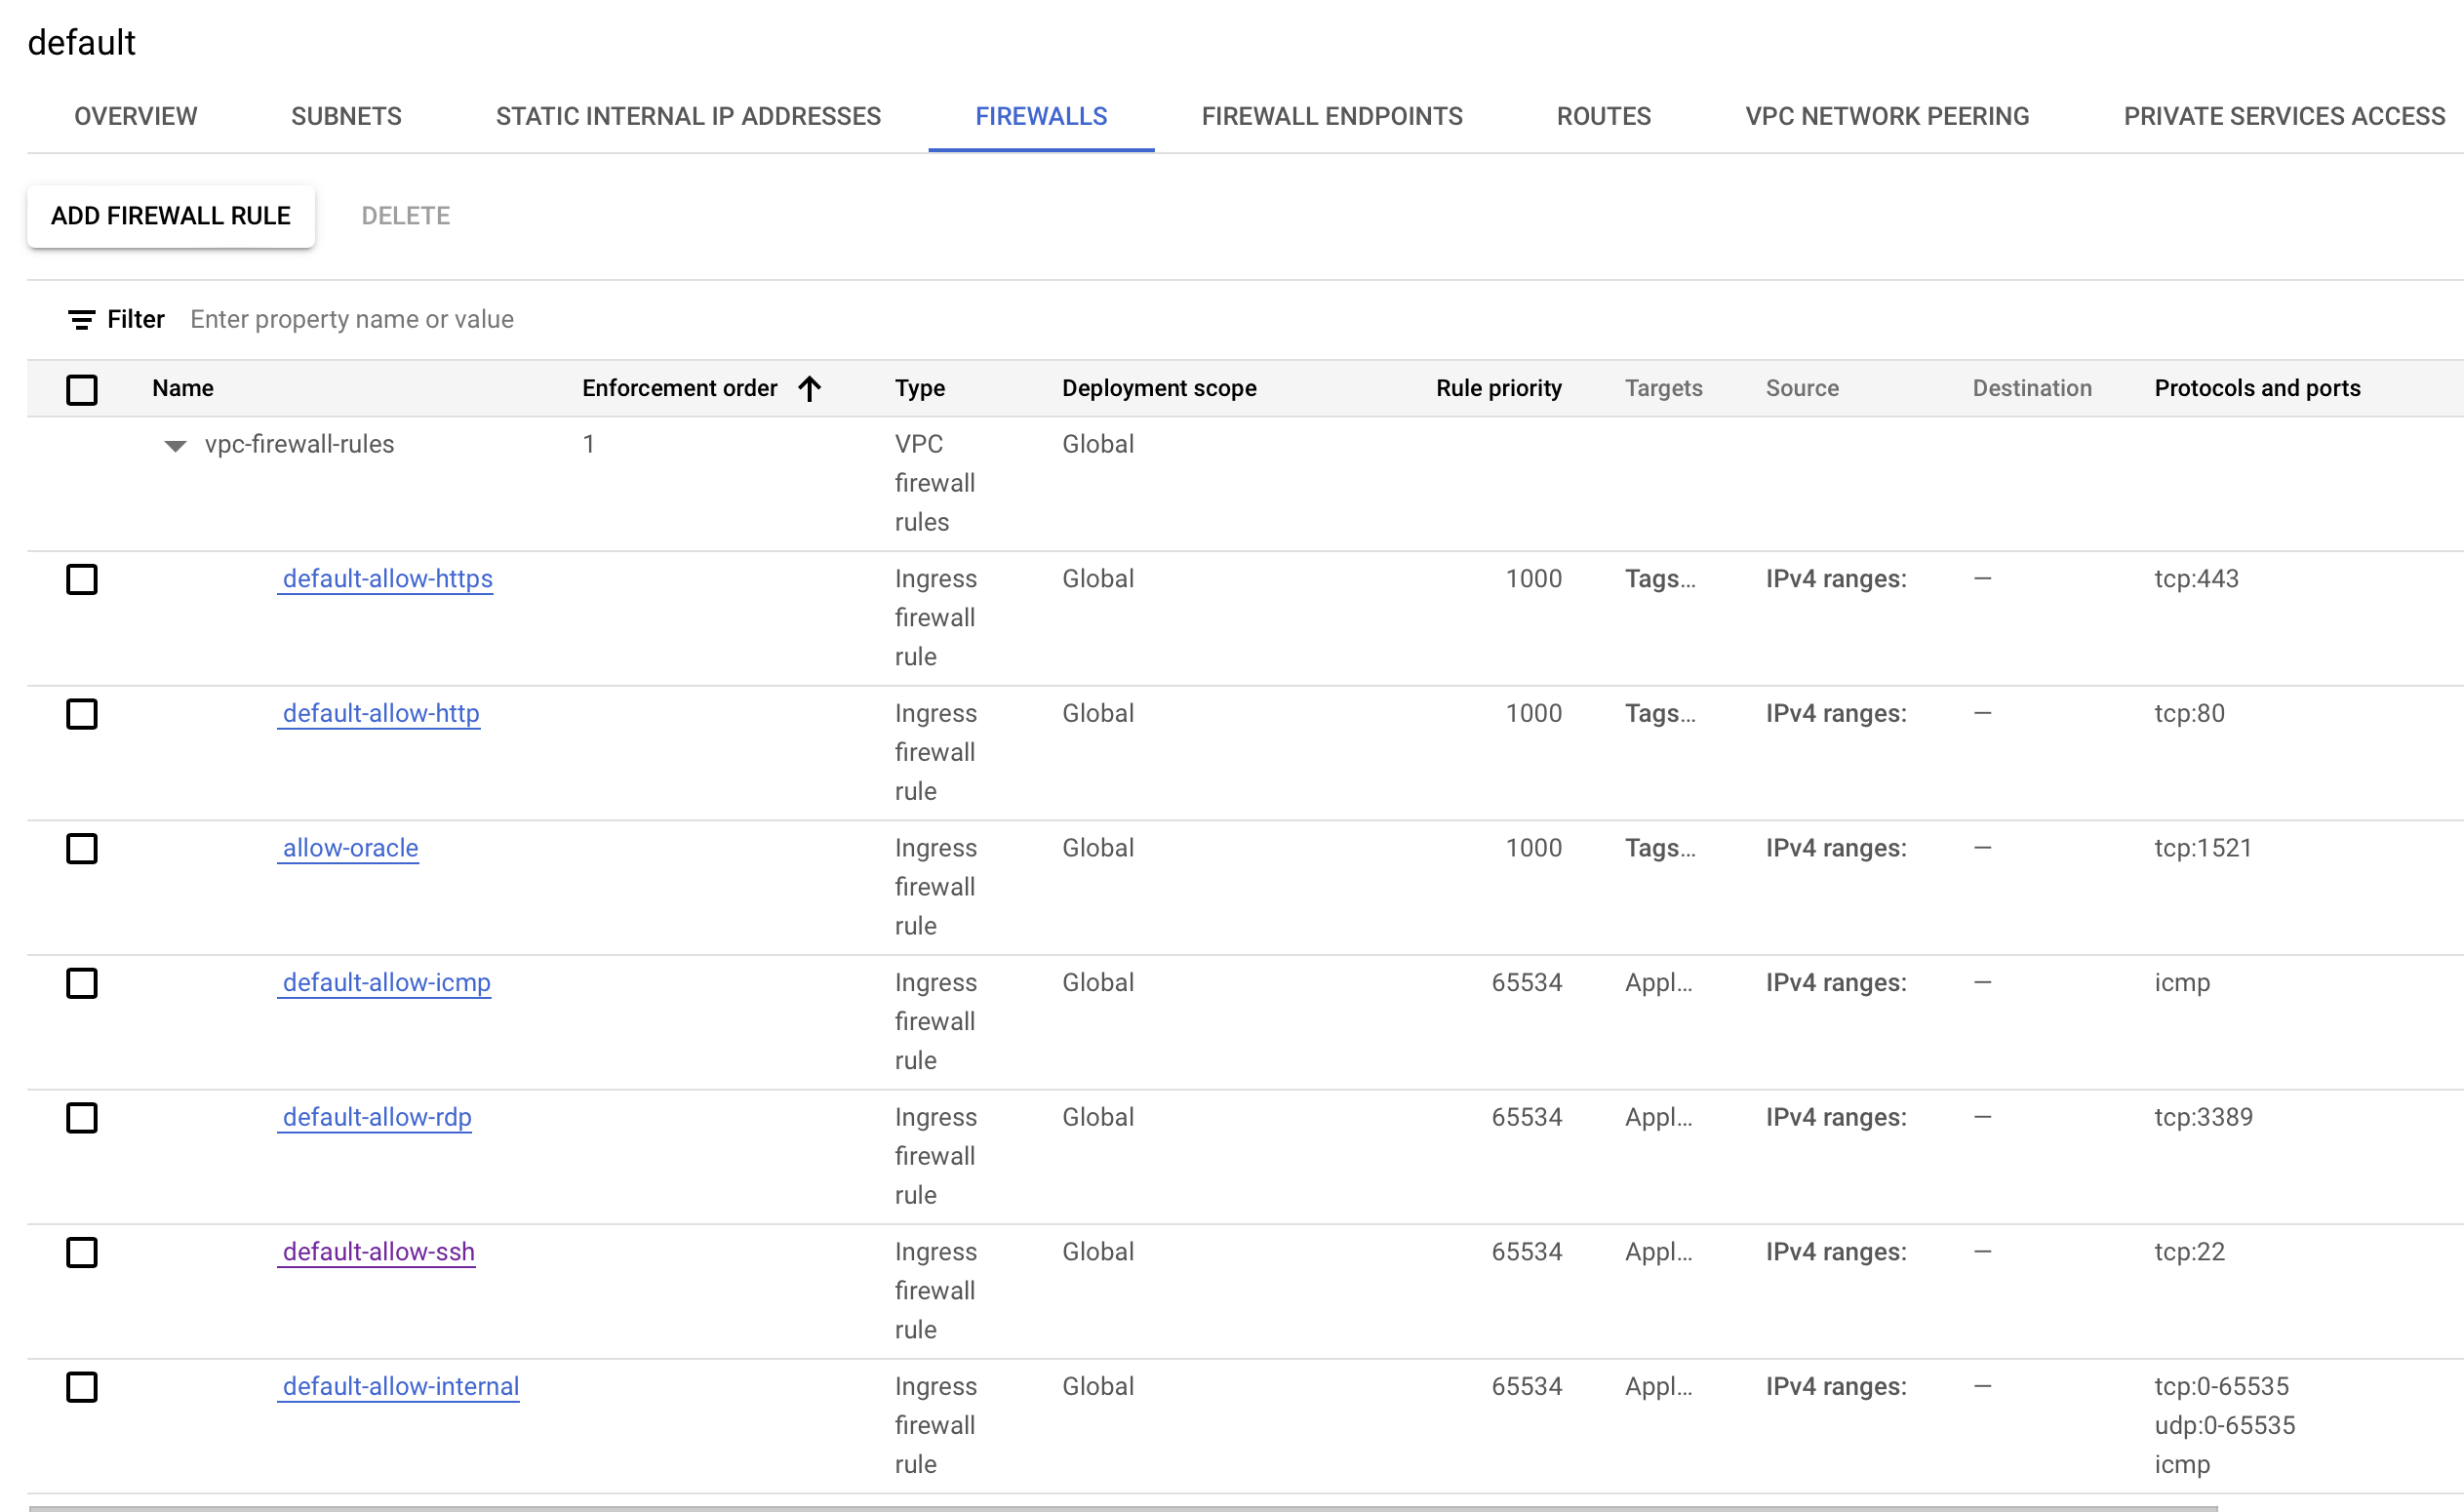 default
OVERVIEW SUBNETS STATIC INTERNAL IP ADDRESSES FIREWALLS FIREWALL ENDPOINTS ROUTES VPC NETWORK PEERING PRIVATE SERVICES ACCESS
ADD FIREWALL RULE DELETE
Filter Enter property name or value
Name Enforcement order Type Deployment scope Rule priority Targets Source Destination Protocols and ports
vpc-firewall-rules 1 VPC Global
firewall
rules
default-allow-https Ingress Global 1000 Tags... IPv4 ranges: — tcp:443
firewall
rule
default-allow-http Ingress Global 1000 Tags... IPv4 ranges: — tcp:80
firewall
rule
allow-oracle Ingress Global 1000 Tags... IPv4 ranges: — tcp:1521
firewall
rule
default-allow-icmp Ingress Global 65534 Appl... IPv4 ranges: — icmp
firewall
rule
default-allow-rdp Ingress Global 65534 Appl... IPv4 ranges: — tcp:3389
firewall
rule
default-allow-ssh Ingress Global 65534 Appl... IPv4 ranges: — tcp:22
firewall
rule
default-allow-internal Ingress Global 65534 Appl... IPv4 ranges: — tcp:0-65535
firewall udp:0-65535
rule icmp